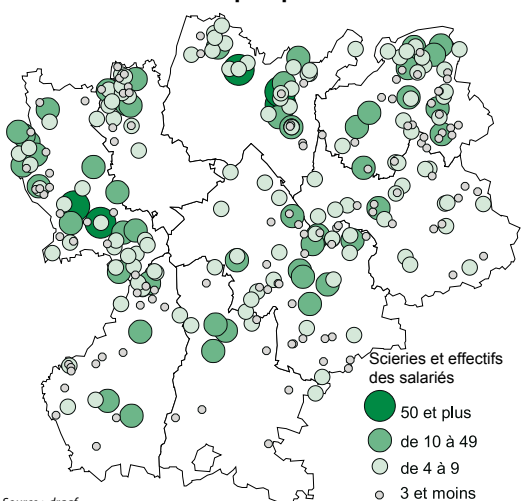 Scieries et effectifs
des salariés
50 et plus
de 10 à 49
de 4 à 9
3 et moins